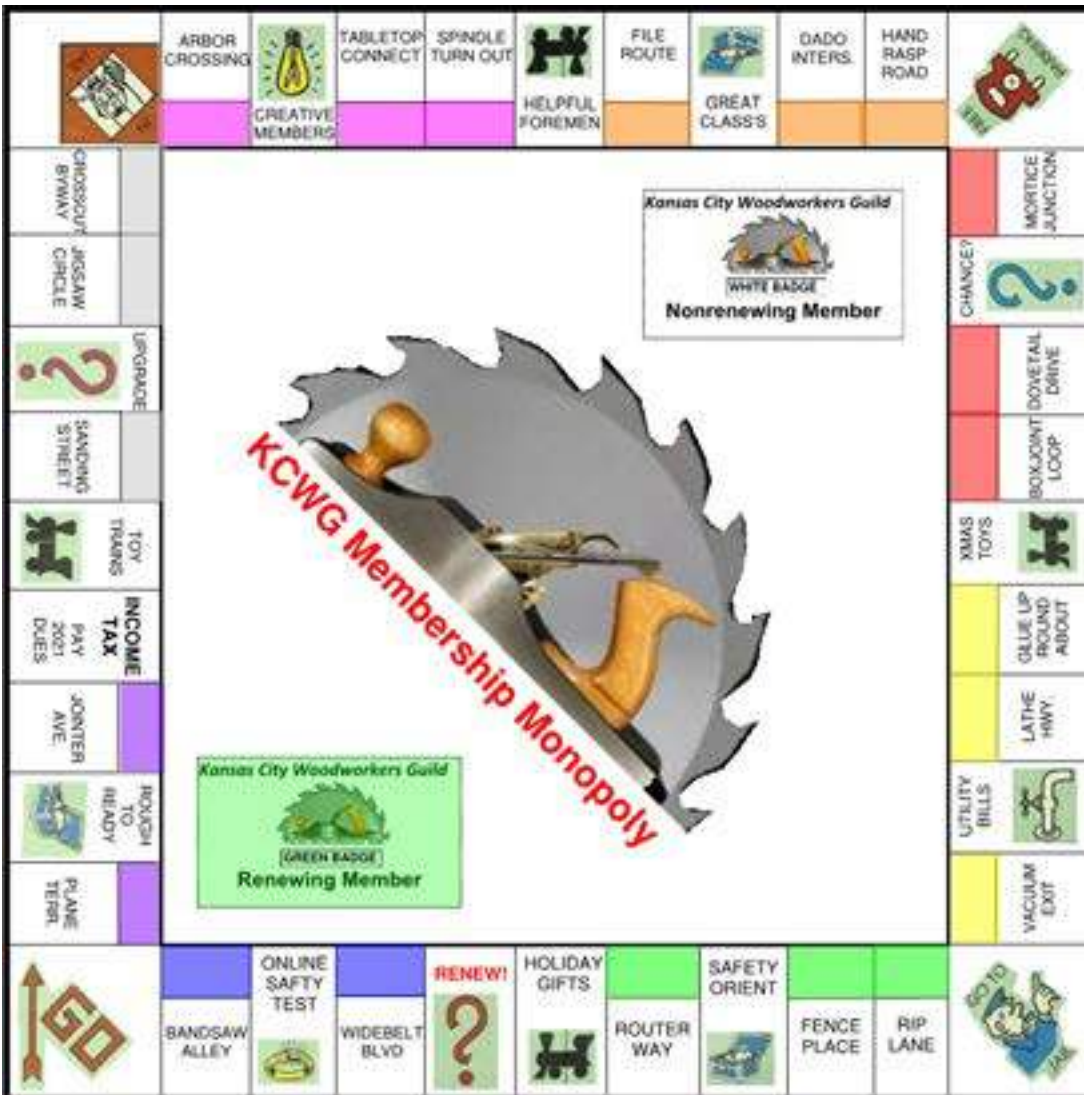 ARBOR
CROSSING
CREATIVE
MEMBERS
TABLETOP
CONNECT
SPINDLE
TURN OUT
HELPFUL
FOREMEN
FILE
ROUTE
GREAT
CLASS'S
DADO
INTERS.
HAND
RASP
ROAD
FREE
PARKING
MORTICE
JUNCTION
CHANCE?
?
DOVETAIL
DRIVE
BOXJOINT
LOOP
XMAS
TOYS
GLUE UP
ROUND
ABOUT
LATHE
HWY.
UTILITY
BILLS
VACUUM
EXIT
GO TO
JAIL
RIP
LANE
FENCE
PLACE
SAFETY
ORIENT
ROUTER
WAY
HOLIDAY
GIFTS
RENEW!
?
WIDEBELT
BLVD
ONLINE
SAFTY
TEST
BANDSAW
ALLEY
GO
PLANE
TERR.
ROUGH
TO
READY
JOINTER
AVE.
INCOME
TAX
PAY
2021
DUES
TOY
TRAINS
SANDING
STREET
UPGRADE
?
JIGSAW
CIRCLE
CROSSCUT
BYWAY
Kansas City Woodworkers Guild
WHITE BADGE
Nonrenewing Member
KCWG Membership Monopoly
Kansas City Woodworkers Guild
GREEN BADGE
Renewing Member